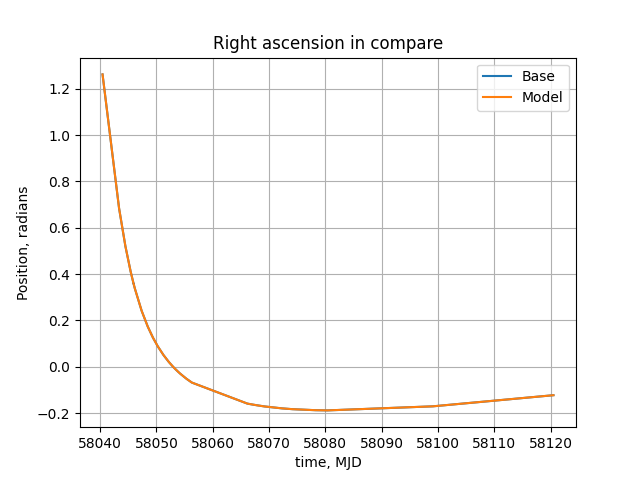 Right ascension in compare
Base
Model
Position, radians
1.2
1.0
0.8
0.6
0.4
0.2
0.0
−0.2
58040 58050 58060 58070 58080 58090 58100 58110 58120
time, MJD